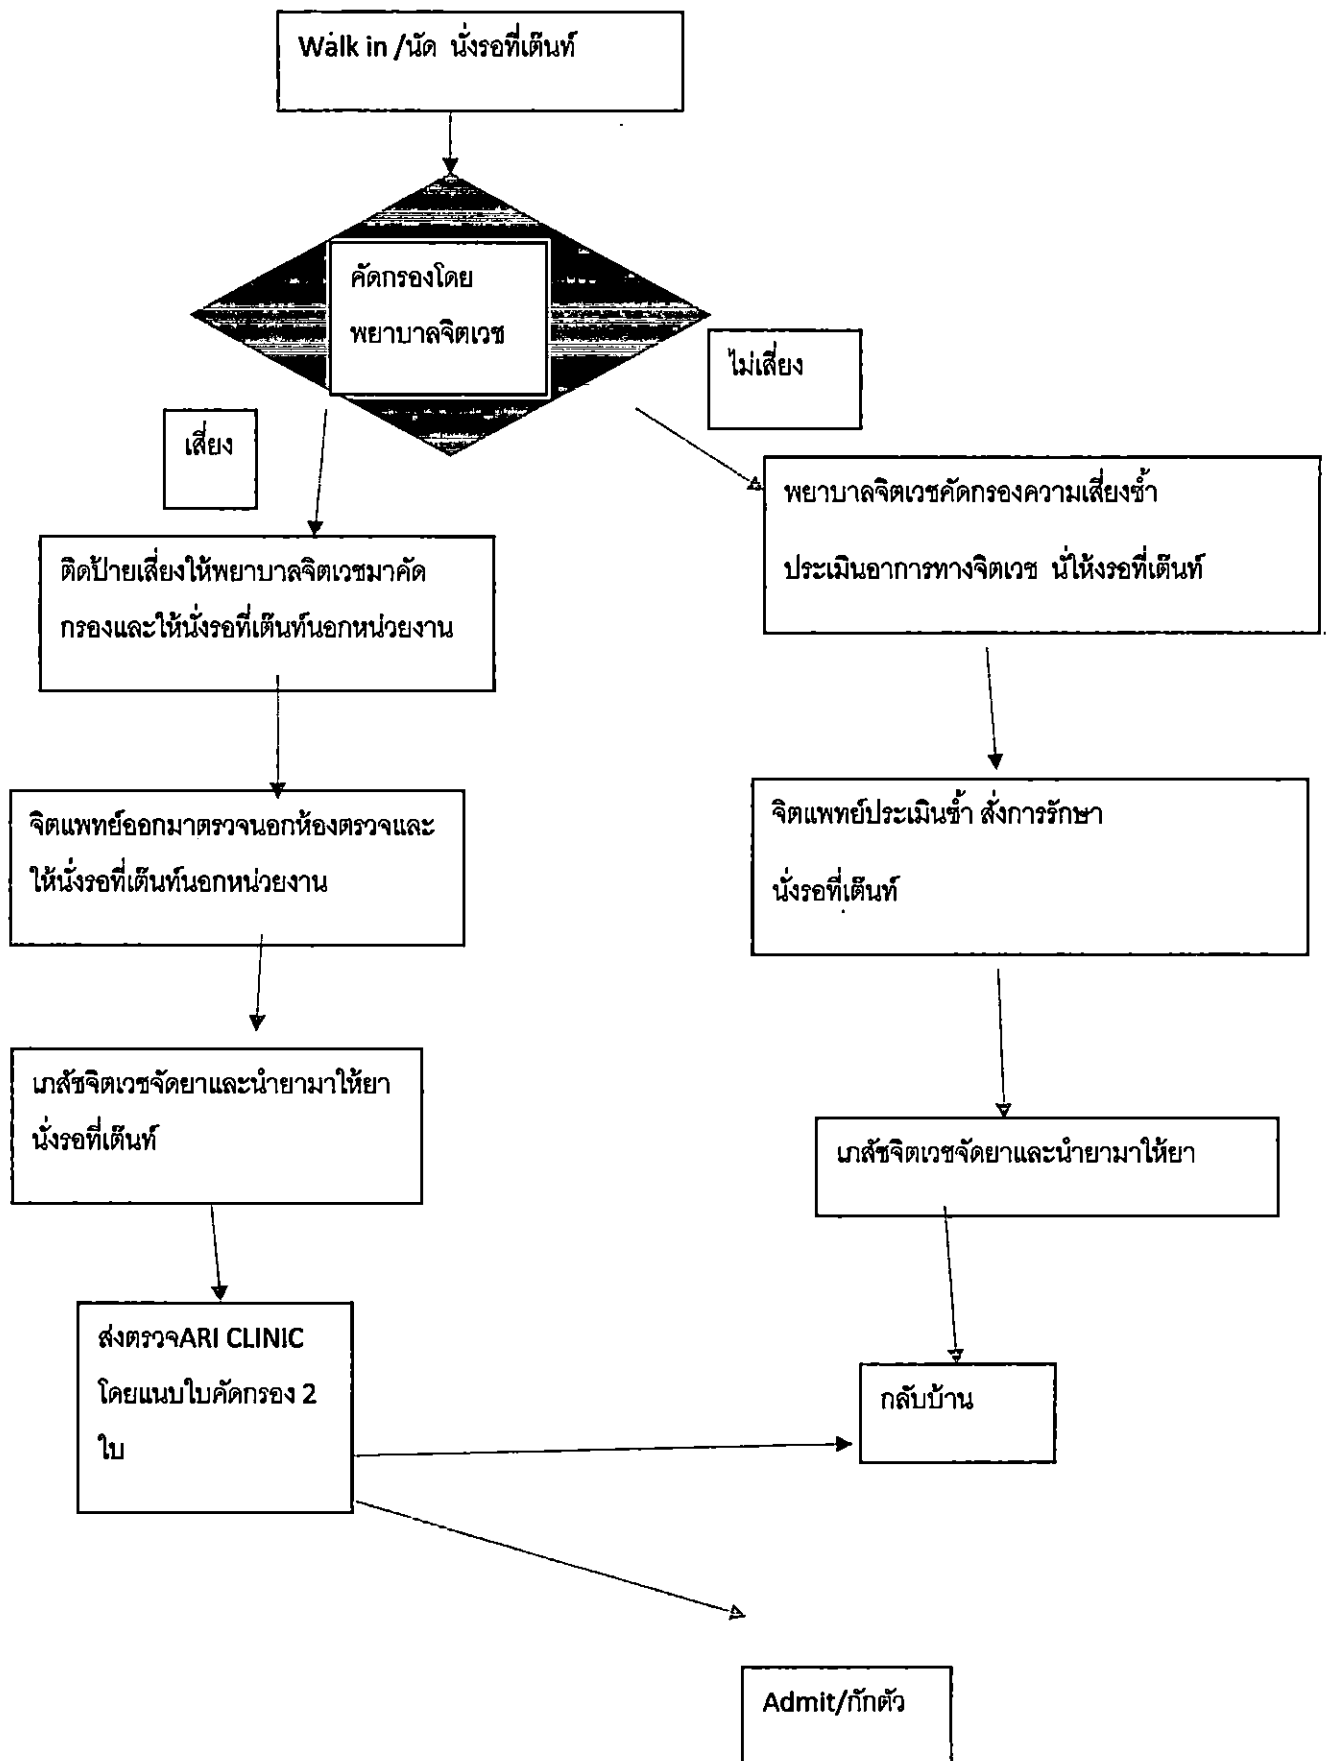 Walk in /นัด นั่งรอที่เต๊นท์
คัดกรองโดย
พยาบาลจิตเวช
ไม่เสี่ยง
เสี่ยง
พยาบาลจิตเวชคัดกรองความเสี่ยงซ้ำ
ประเมินอาการทางจิตเวช นั่ให้งรอที่เต๊นท์
ติดป้ายเสี่ยงให้พยาบาลจิตเวชมาคัด
กรองและให้นั่งรอที่เต๊นท์นอกหน่วยงาน
จิตแพทย์ออกมาตรวจนอกห้องตรวจและ
ให้นั่งรอที่เต๊นท์นอกหน่วยงาน
จิตแพทย์ประเมินซ้ำ สั่งการรักษา
นั่งรอที่เต๊นท์
เภสัชจิตเวชจัดยาและนำยามาให้ยา
นั่งรอที่เต๊นท์
เภสัชจิตเวชจัดยาและนำยามาให้ยา
ส่งตรวจARI CLINIC
โดยแนบใบคัดกรอง 2
ใบ
กลับบ้าน
Admit/กักตัว